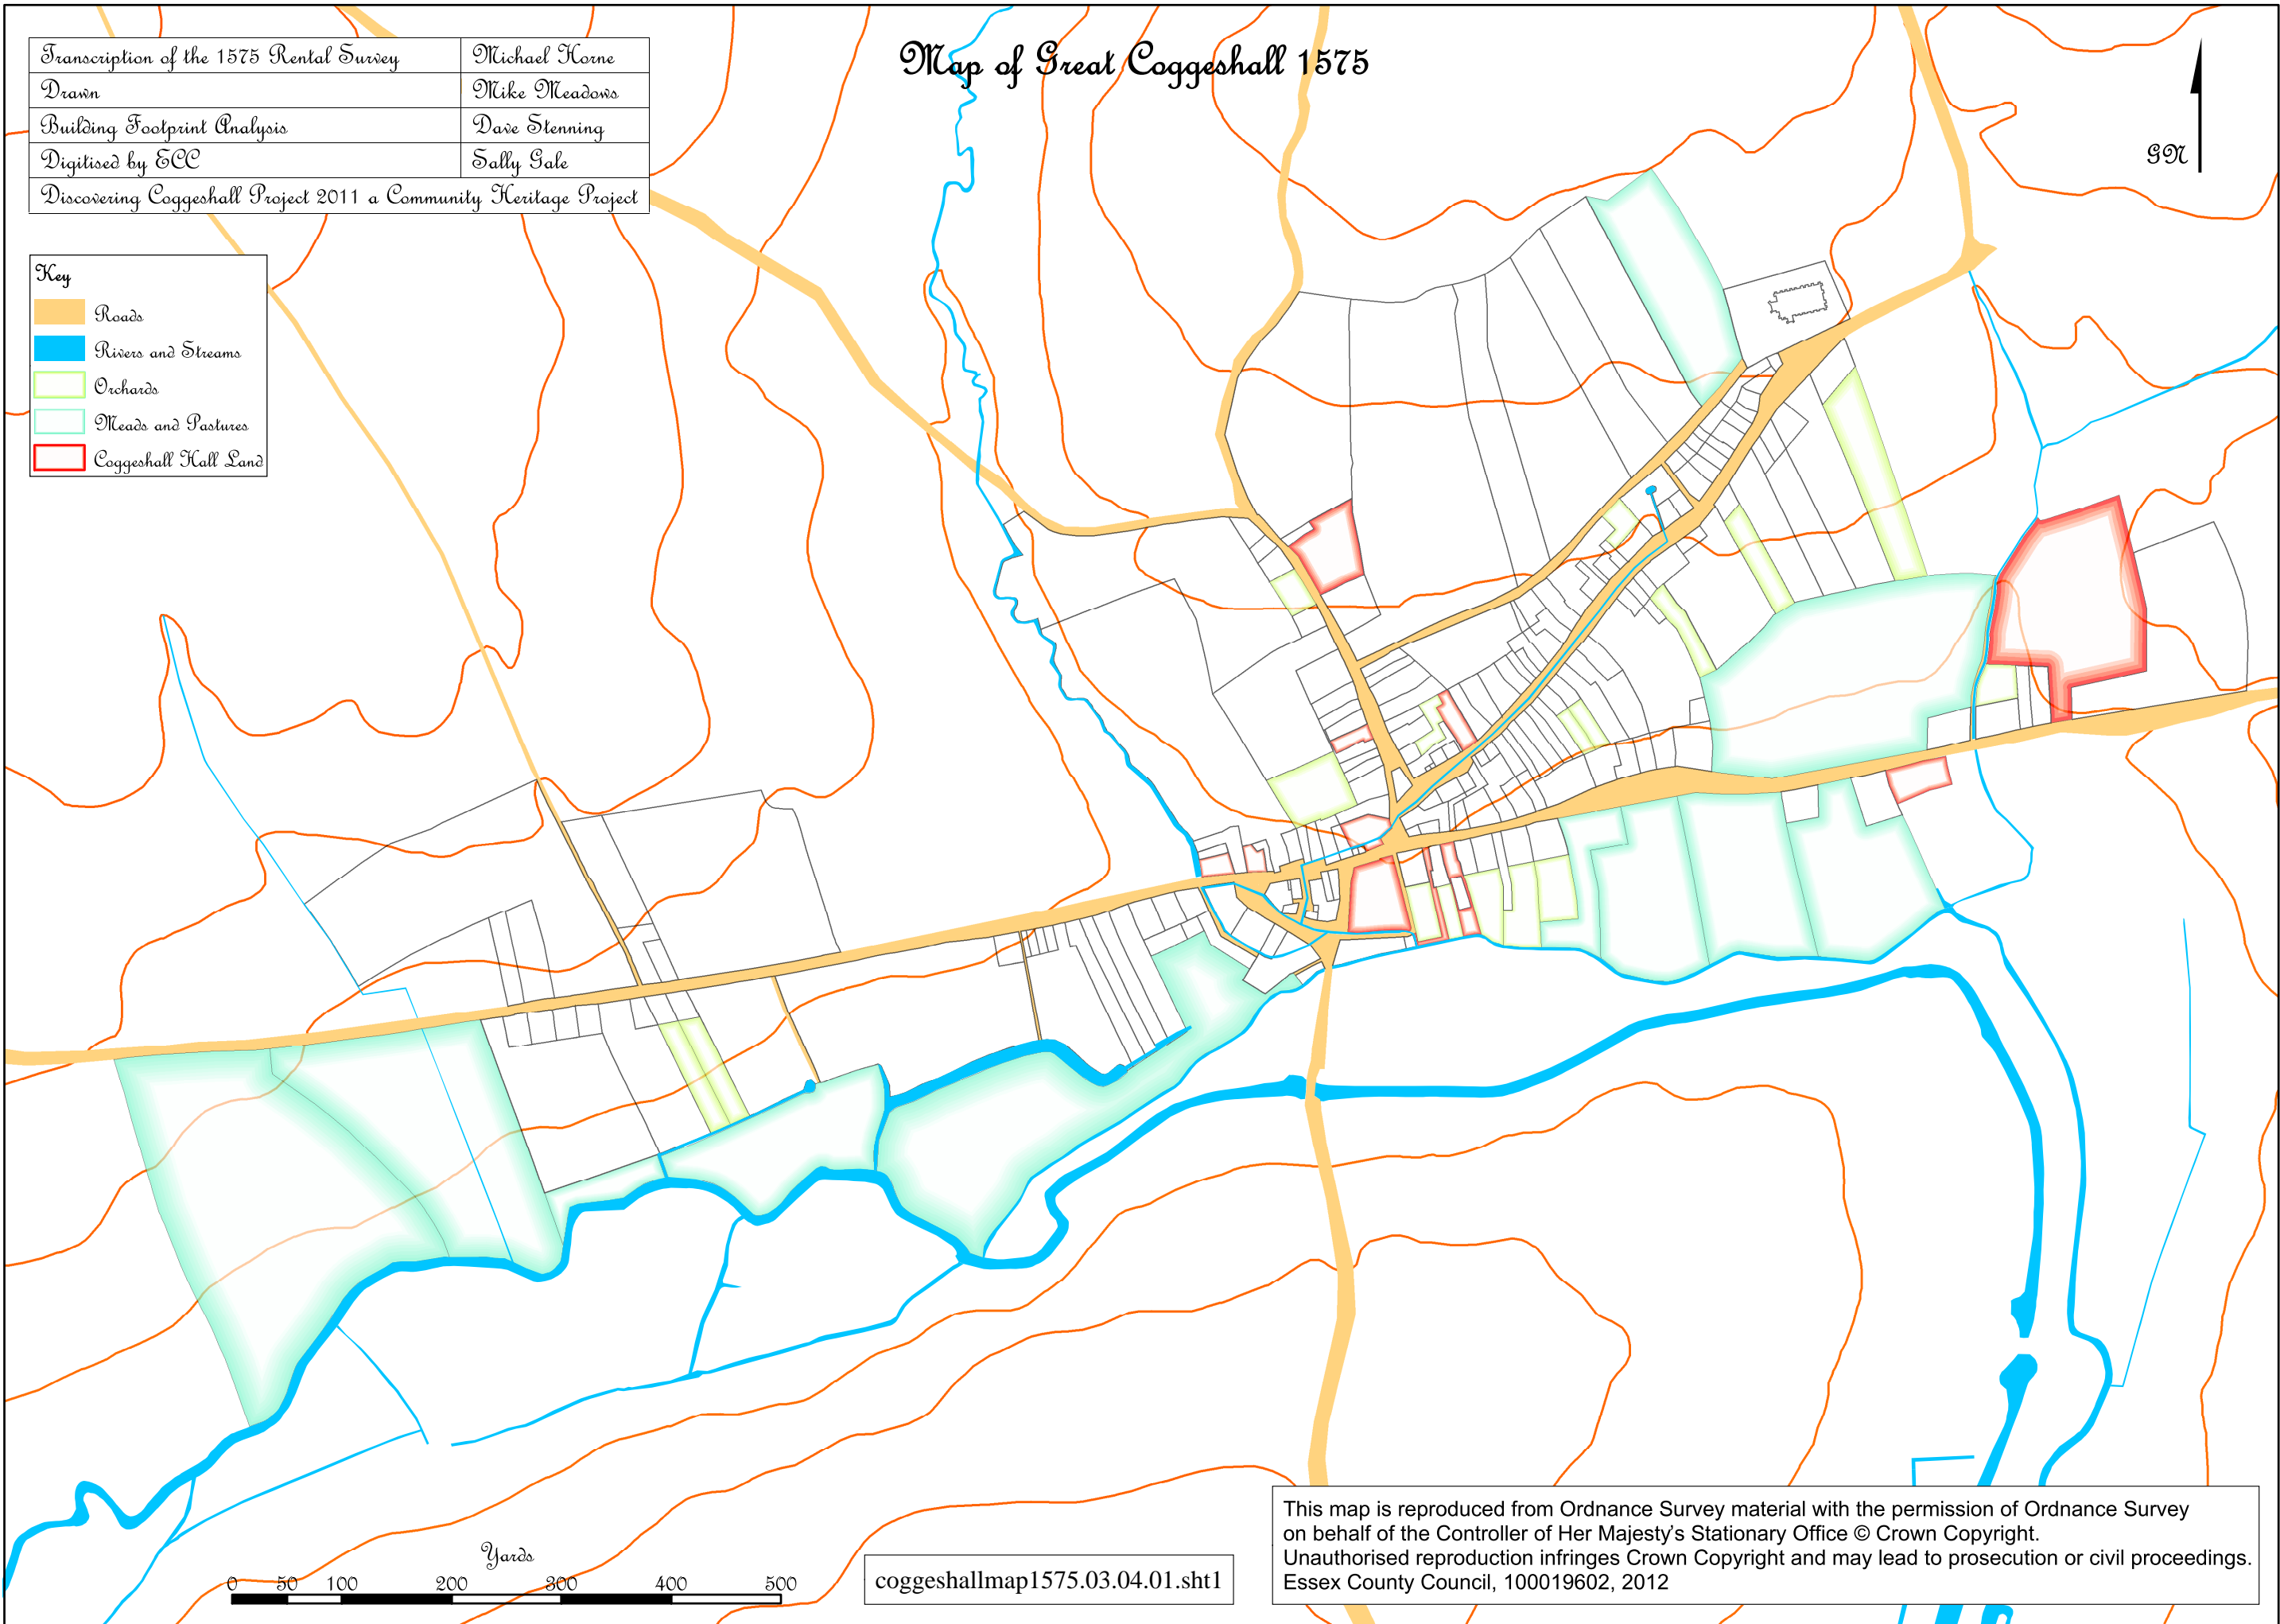 Map of Great Coggeshall 1575
Transcription of the 1575 Rental Survey Michael Horne
Drawn Mike Meadows
Building Footprint Analysis Dave Stenning
Digitised by ECC Sally Gale
Discovering Coggeshall Project 2011 a Community Heritage Project
GN
Key
Roads
Rivers and Streams
Orchards
Meads and Pastures
Coggeshall Hall Land
Yards
0 50 100 200 300 400 500
coggeshallmap1575.03.04.01.sht1
This map is reproduced from Ordnance Survey material with the permission of Ordnance Survey
on behalf of the Controller of Her Majesty's Stationary Office © Crown Copyright.
Unauthorised reproduction infringes Crown Copyright and may lead to prosecution or civil proceedings.
Essex County Council, 100019602, 2012